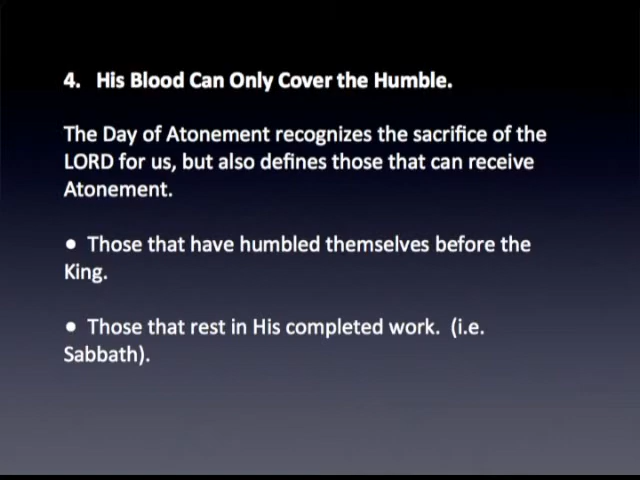 4. His Blood Can Only Cover the Humble.
The Day of Atonement recognizes the sacrifice of the
LORD for us, but also defines those that can receive
Atonement.
● Those that have humbled themselves before the
King.
● Those that rest in His completed work. (i.e.
Sabbath).